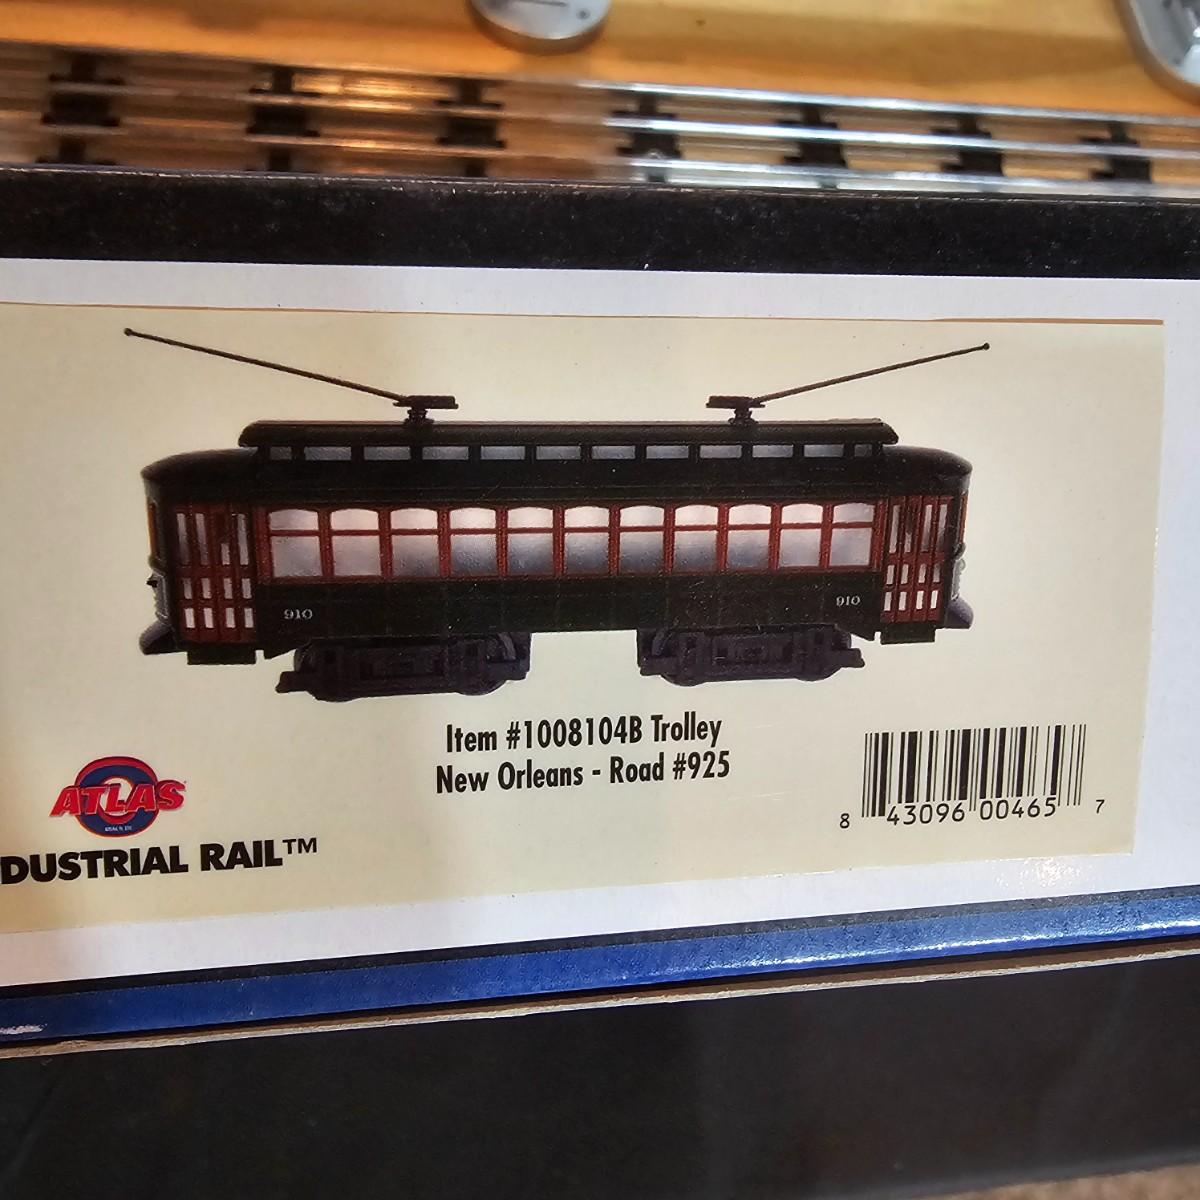 910 910
Item #1008104B Trolley
New Orleans - Road #925
ATLAS
DUSTRIAL RAIL™
8 43096 00465 7